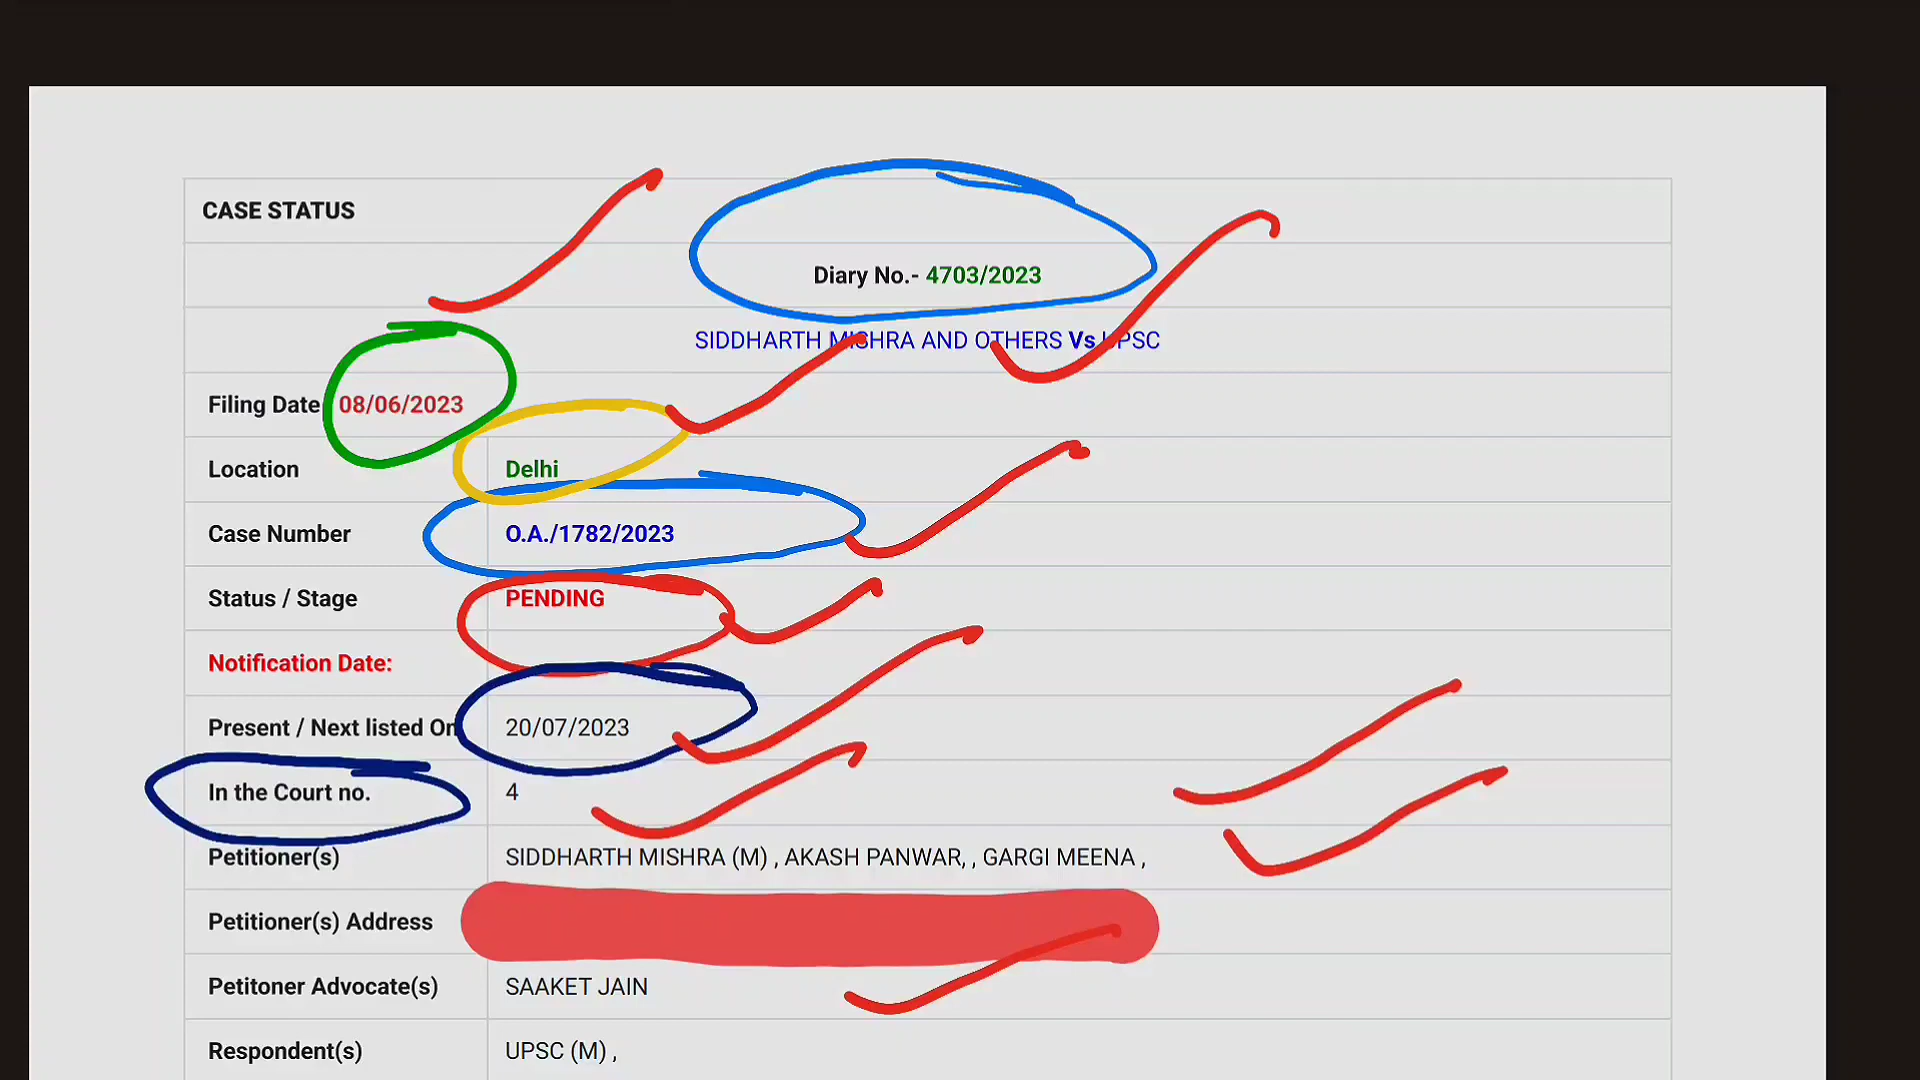 CASE STATUS
Diary No.- 4703/2023
SIDDHARTH MISHRA AND OTHERS Vs UPSC
Filing Date 08/06/2023
Location Delhi
Case Number O.A./1782/2023
Status / Stage PENDING
Notification Date:
Present / Next listed On 20/07/2023
In the Court no. 4
Petitioner(s) SIDDHARTH MISHRA (M) , AKASH PANWAR, , GARGI MEENA ,
Petitioner(s) Address
Petitoner Advocate(s) SAAKET JAIN
Respondent(s) UPSC (M) ,